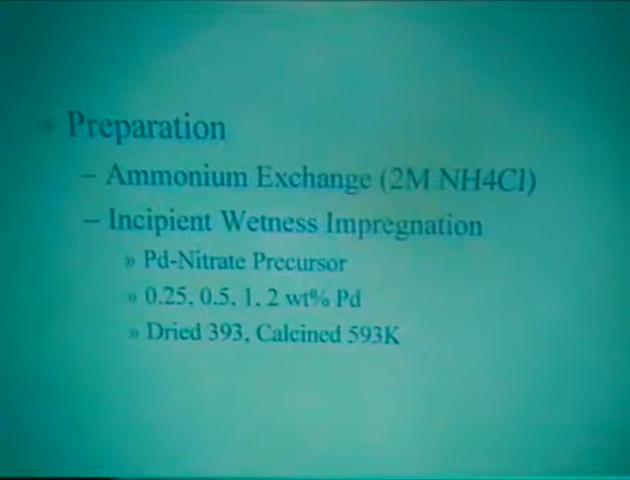 Preparation
– Ammonium Exchange (2M NH4Cl)
– Incipient Wetness Impregnation
» Pd-Nitrate Precursor
» 0.25, 0.5, 1, 2 wt% Pd
» Dried 393, Calcined 593K